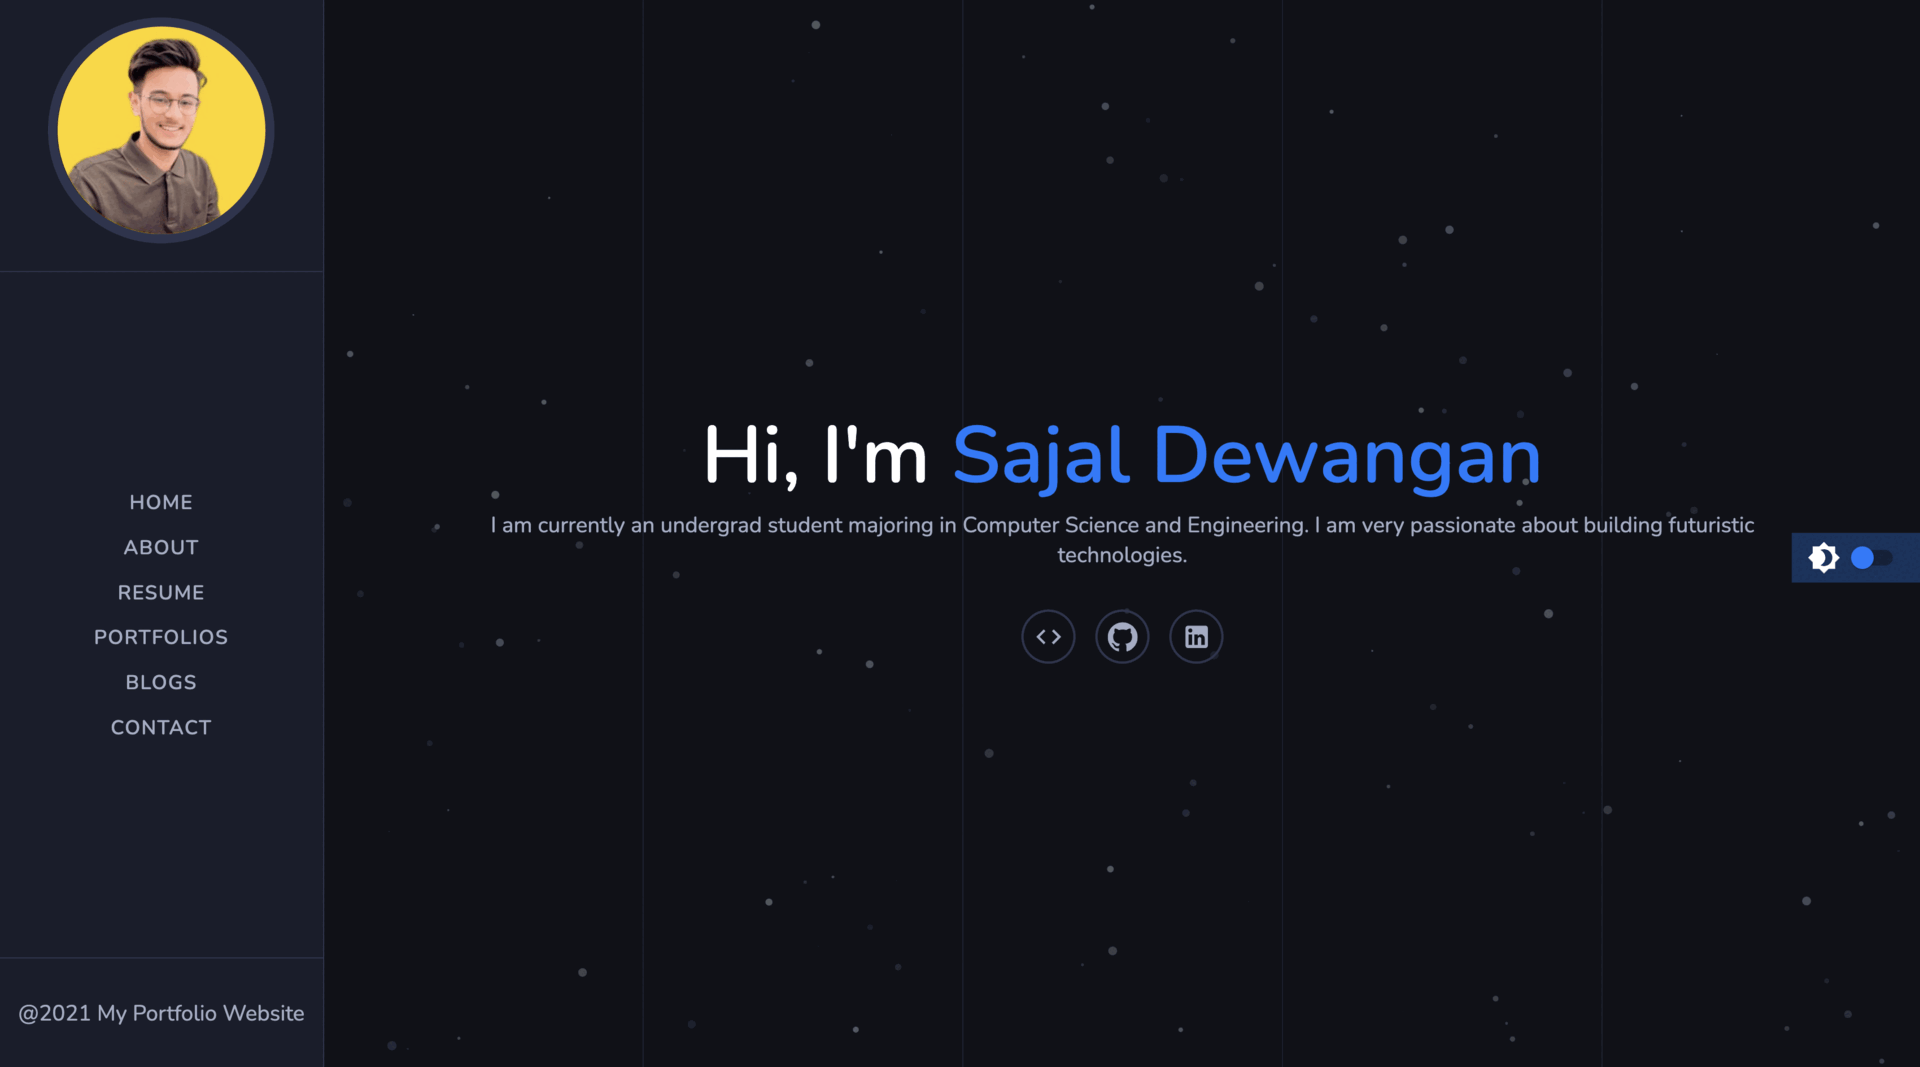 HOME
ABOUT
RESUME
PORTFOLIOS
BLOGS
CONTACT
@2021 My Portfolio Website
Hi, I'm Sajal Dewangan
I am currently an undergrad student majoring in Computer Science and Engineering. I am very passionate about building futuristic
technologies.